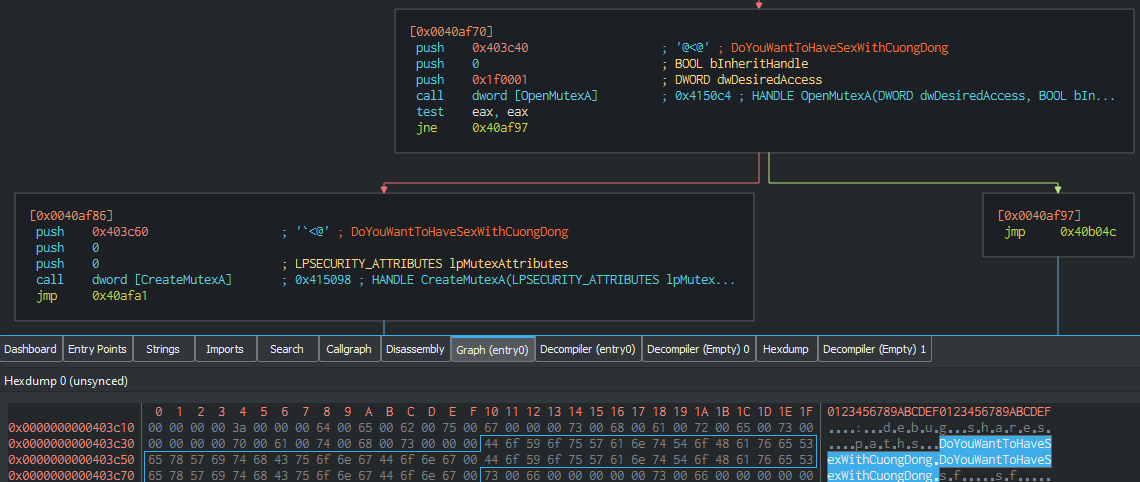 [0x0040af70]
push 0x403c40 ; '@<@' ; DoYouWantToHaveSexWithCuongDong
push 0 ; BOOL bInheritHandle
push 0x1f0001 ; DWORD dwDesiredAccess
call dword [OpenMutexA] ; 0x4150c4 ; HANDLE OpenMutexA(DWORD dwDesiredAccess, BOOL bIn...
test eax, eax
jne 0x40af97
[0x0040af86]
push 0x403c60 ; '`<@' ; DoYouWantToHaveSexWithCuongDong
push 0
push 0 ; LPSECURITY_ATTRIBUTES lpMutexAttributes
call dword [CreateMutexA] ; 0x415098 ; HANDLE CreateMutexA(LPSECURITY_ATTRIBUTES lpMutex...
jmp 0x40afa1
[0x0040af97]
jmp 0x40b04c
Dashboard Entry Points Strings Imports Search Callgraph Disassembly Graph (entry0) Decompiler (entry0) Decompiler (Empty) 0 Hexdump Decompiler (Empty) 1
Hexdump 0 (unsynced)
0 1 2 3 4 5 6 7 8 9 A B C D E F 10 11 12 13 14 15 16 17 18 19 1A 1B 1C 1D 1E 1F 0123456789ABCDEF0123456789ABCDEF
0x0000000000403c10 00 00 00 00 3a 00 00 00 64 00 65 00 62 00 75 00 67 00 00 00 73 00 68 00 61 00 72 00 65 00 73 00 ....:...d.e.b.u.g...s.h.a.r.e.s.
0x0000000000403c30 00 00 00 00 70 00 61 00 74 00 68 00 73 00 00 00 44 6f 59 6f 75 57 61 6e 74 54 6f 48 61 76 65 53 ....p.a.t.h.s...DoYouWantToHaveS
0x0000000000403c50 65 78 57 69 74 68 43 75 6f 6e 67 44 6f 6e 67 00 44 6f 59 6f 75 57 61 6e 74 54 6f 48 61 76 65 53 exWithCuongDong.DoYouWantToHaveS
0x0000000000403c70 65 78 57 69 74 68 43 75 6f 6e 67 44 6f 6e 67 00 73 00 66 00 00 00 00 00 73 00 66 00 00 00 00 00 exWithCuongDong.s.f.....s.f.....